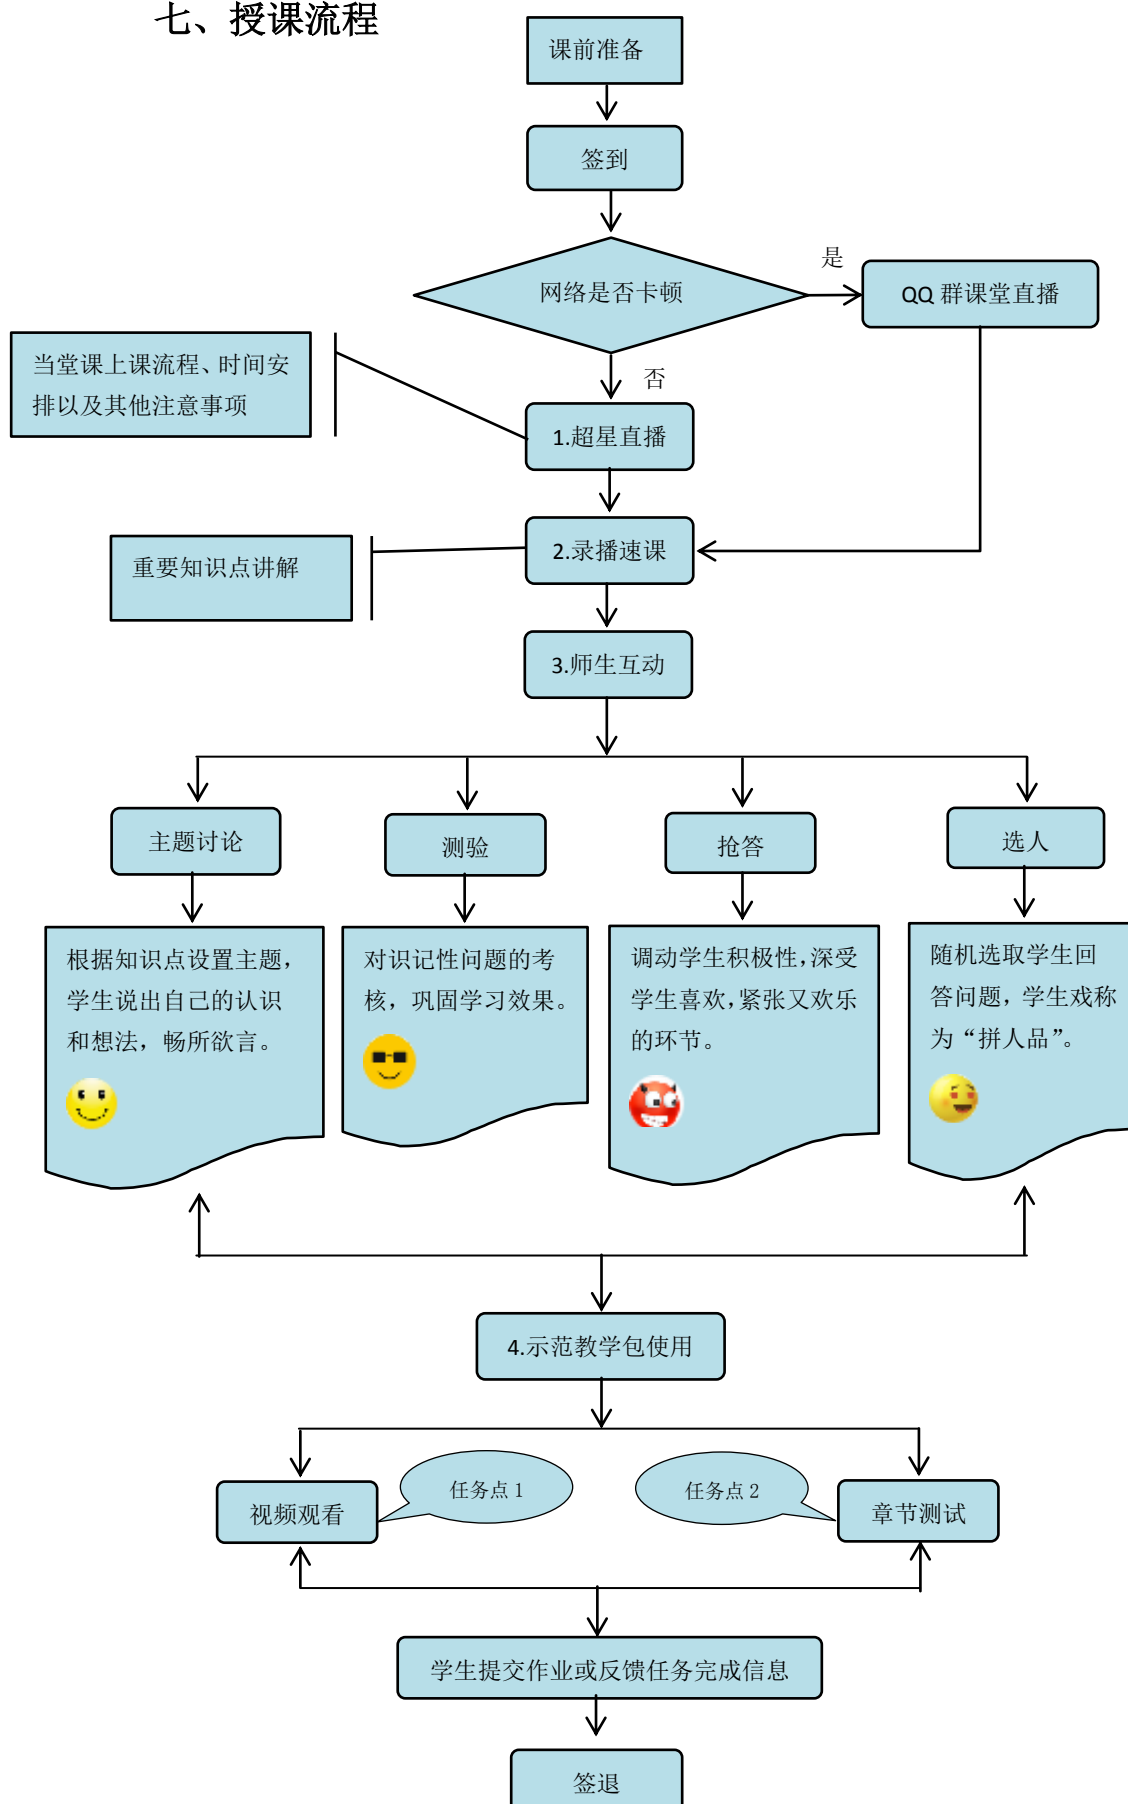 七、授课流程
课前准备
签到
网络是否卡顿
是
QQ 群课堂直播
否
当堂课上课流程、时间安
排以及其他注意事项
1.超星直播
重要知识点讲解
2.录播速课
3.师生互动
主题讨论
测验
抢答
选人
根据知识点设置主题，
学生说出自己的认识
和想法，畅所欲言。
对识记性问题的考
核，巩固学习效果。
调动学生积极性，深受
学生喜欢，紧张又欢乐
的环节。
随机选取学生回
答问题，学生戏称
为“拼人品”。
4.示范教学包使用
视频观看
任务点 1
任务点 2
章节测试
学生提交作业或反馈任务完成信息
签退